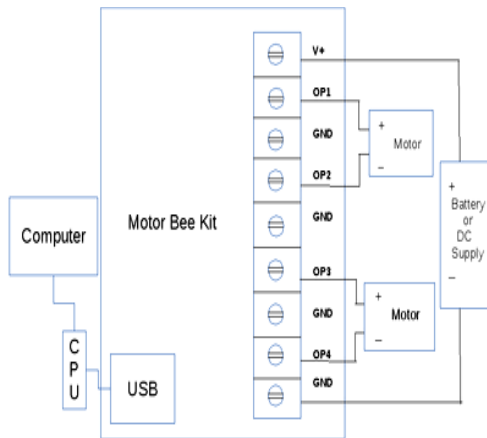 V+
OP1
GND
OP2
GND
OP3
GND
OP4
GND
+
Motor
–
+
Motor
–
+
Battery
or
DC
Supply
–
Motor Bee Kit
Computer
C
P
U
USB